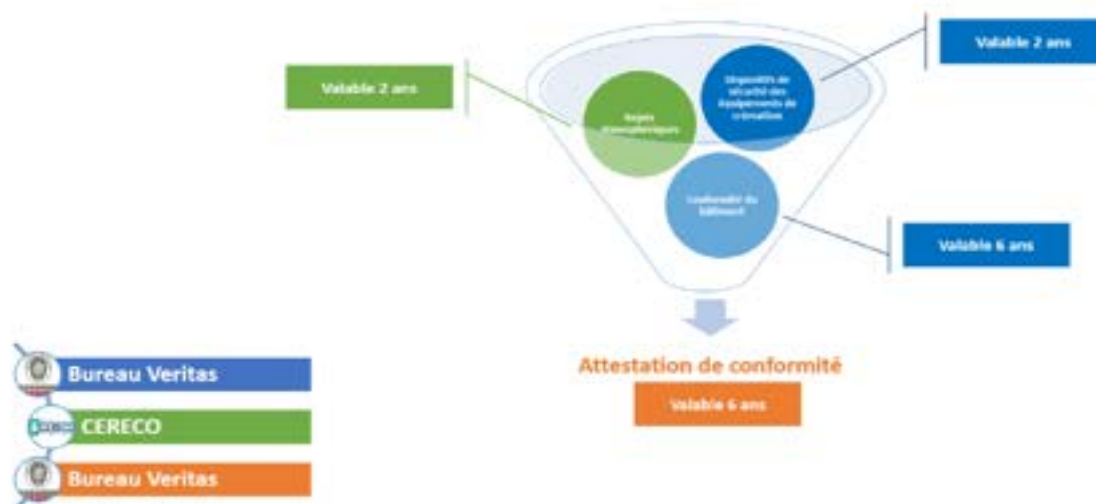 Valable 2 ans
Valable 2 ans
Dispositifs de
sécurité des
équipements de
crémation
Rejets
atmosphériques
Conformité du
bâtiment
Valable 6 ans
Attestation de conformité
Valable 6 ans
Bureau Veritas
CERECO
Bureau Veritas